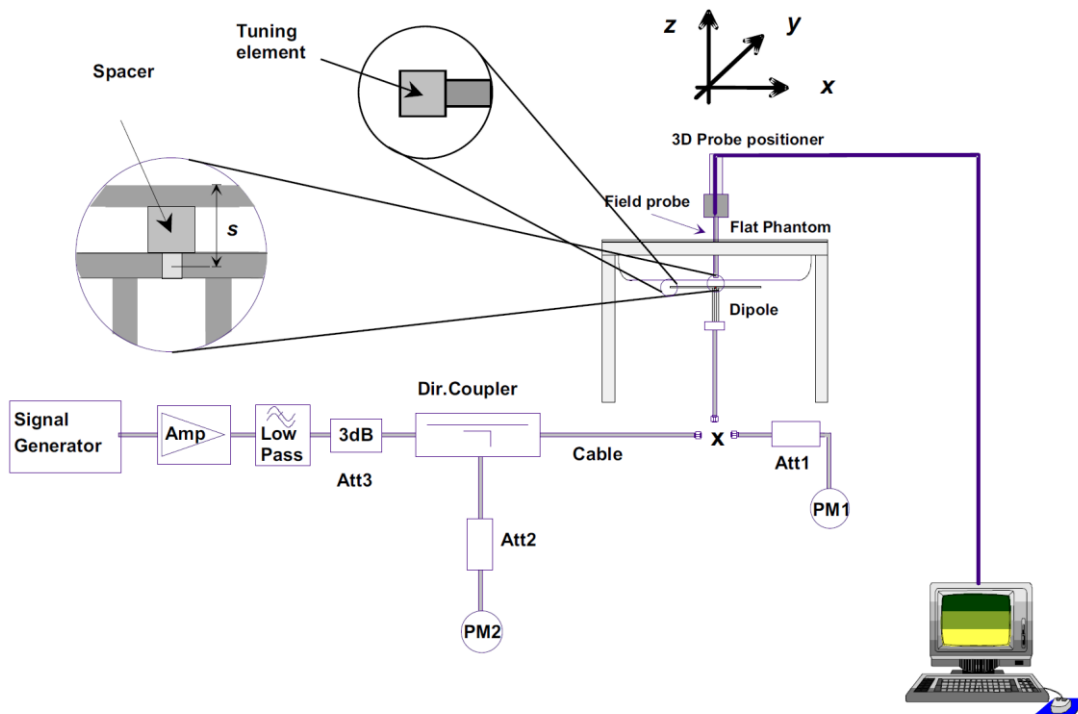 Tuning
element
Spacer
s
z
y
x
3D Probe positioner
Field probe
Flat Phantom
Dipole
Dir.Coupler
Signal
Generator
Amp
Low
Pass
3dB
Att3
Cable
x
Att1
PM1
Att2
PM2